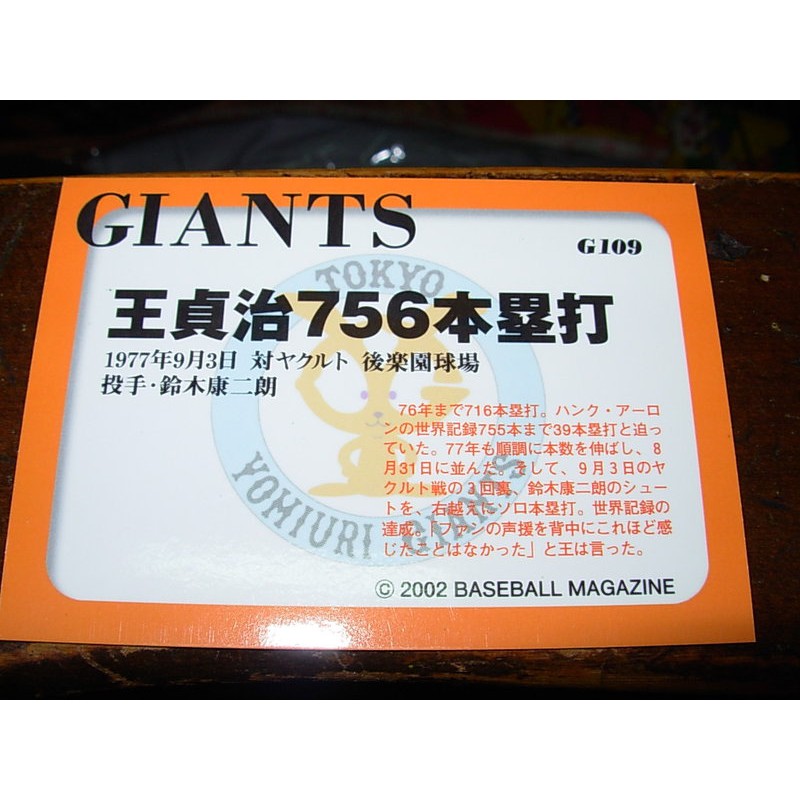 GIANTS
G109
TOKYO
王貞治756本塁打
1977年9月3日 対ヤクルト 後楽園球場
投手・鈴木康二朗
76年まで716本塁打。ハンク・アーロ
ンの世界記録755本まで39本塁打と迫っ
ていた。77年も順調に本数を伸ばし、8
月31日に並んだ。そして、9月3日のヤ
クルト戦の3回裏、鈴木康二朗のシュー
トを、右越えにソロ本塁打。世界記録の
達成。「ファンの声援を背中にこれほど感
じたことはなかった」と王は言った。
YOMIURI GIANTS
© 2002 BASEBALL MAGAZINE